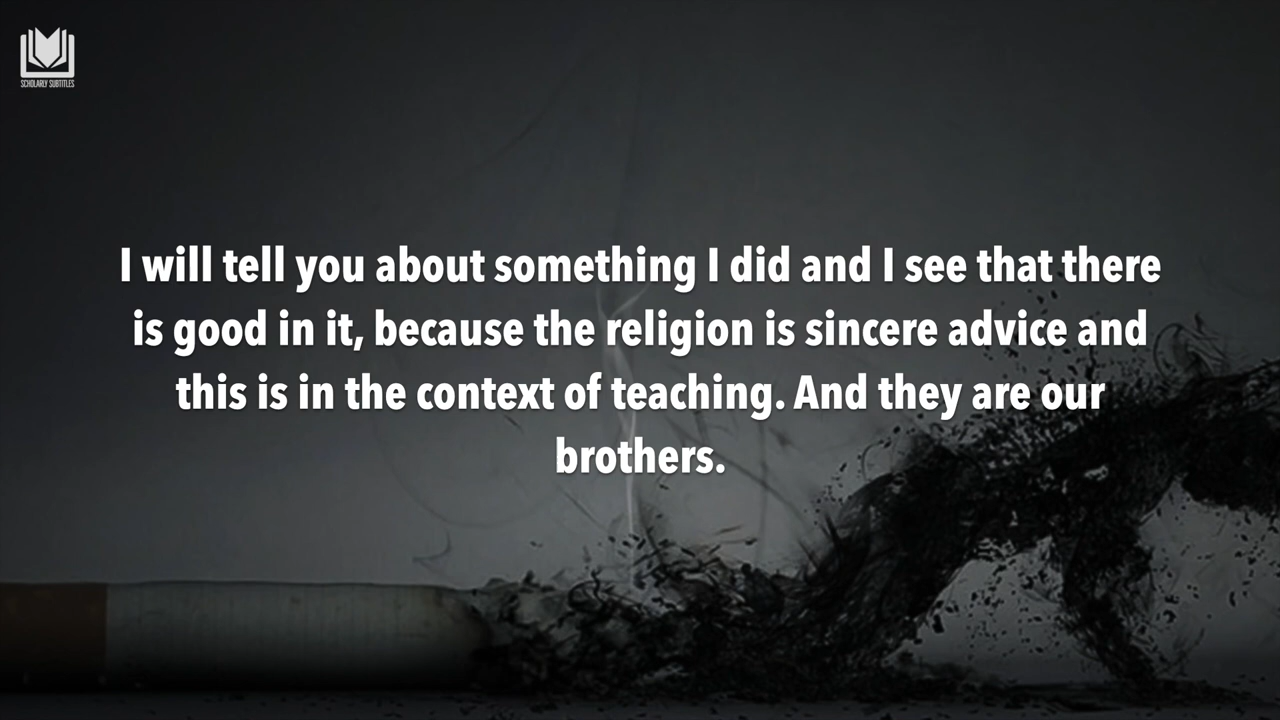 SCHOLARLY SUBTITLES
I will tell you about something I did and I see that there
is good in it, because the religion is sincere advice and
this is in the context of teaching. And they are our
brothers.